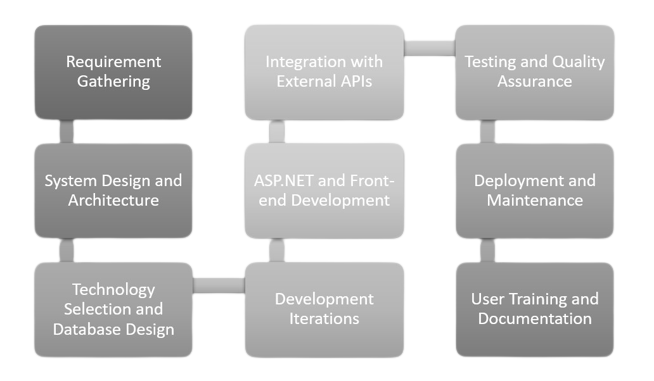 Requirement
Gathering
System Design and
Architecture
Technology
Selection and
Database Design
Development
Iterations
ASP.NET and Front-
end Development
Integration with
External APIs
Testing and Quality
Assurance
Deployment and
Maintenance
User Training and
Documentation